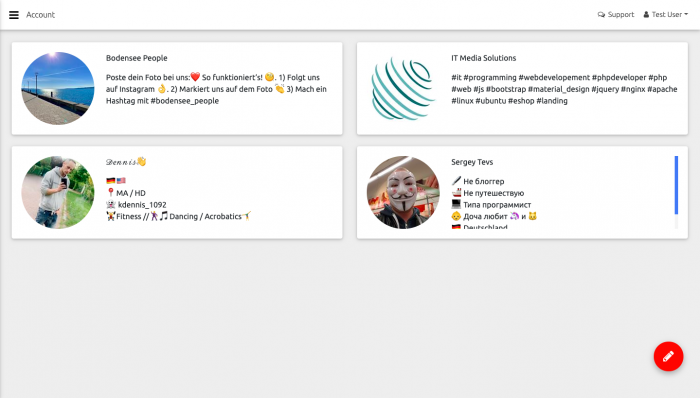 Account
Support
Test User
Bodensee People
Poste dein Foto bei uns:❤️ So funktioniert's! 🧐. 1) Folgt uns
auf Instagram 👌. 2) Markiert uns auf dem Foto 👏 3) Mach ein
Hashtag mit #bodensee_people
IT Media Solutions
#it #programming #webdevelopement #phpdeveloper #php
#web #js #bootstrap #material_design #jquery #nginx #apache
#linux #ubuntu #eshop #landing
𝒟𝑒𝓃𝓃𝒾𝓈👋
🇩🇪🇺🇸
📍MA / HD
👻 kdennis_1092
🏋Fitness //🕺🎵Dancing / Acrobatics🤸
Sergey Tevs
🖊 Не блоггер
🚢 Не путешествую
💻 Типа программист
👶 Доча любит 🦄 и 🐱
🇩🇪 Deutschland